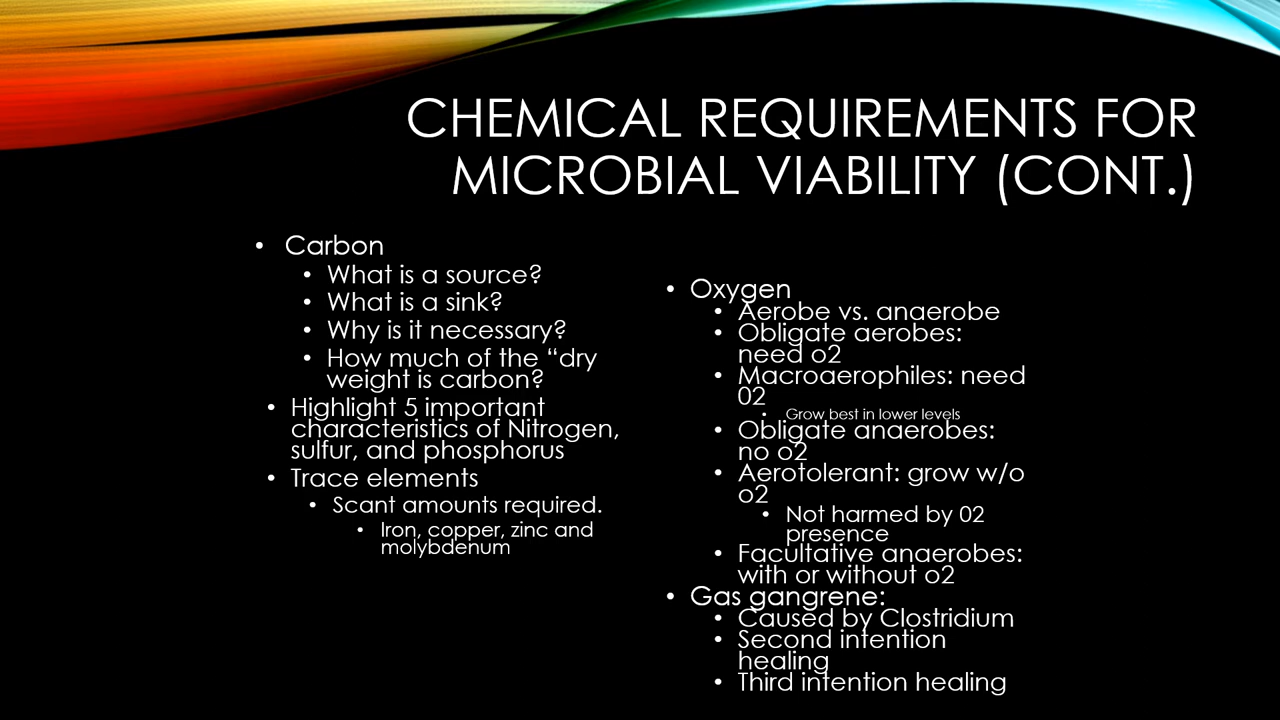 CHEMICAL REQUIREMENTS FOR
MICROBIAL VIABILITY (CONT.)
• Carbon
• What is a source?
• What is a sink?
• Why is it necessary?
• How much of the “dry
weight is carbon?
• Highlight 5 important
characteristics of Nitrogen,
sulfur, and phosphorus
• Trace elements
• Scant amounts required.
• Iron, copper, zinc and
molybdenum
• Oxygen
• Aerobe vs. anaerobe
• Obligate aerobes:
need o2
• Macroaerophiles: need
02
• Grow best in lower levels
• Obligate anaerobes:
no o2
• Aerotolerant: grow w/o
o2
• Not harmed by 02
presence
• Facultative anaerobes:
with or without o2
• Gas gangrene:
• Caused by Clostridium
• Second intention
healing
• Third intention healing